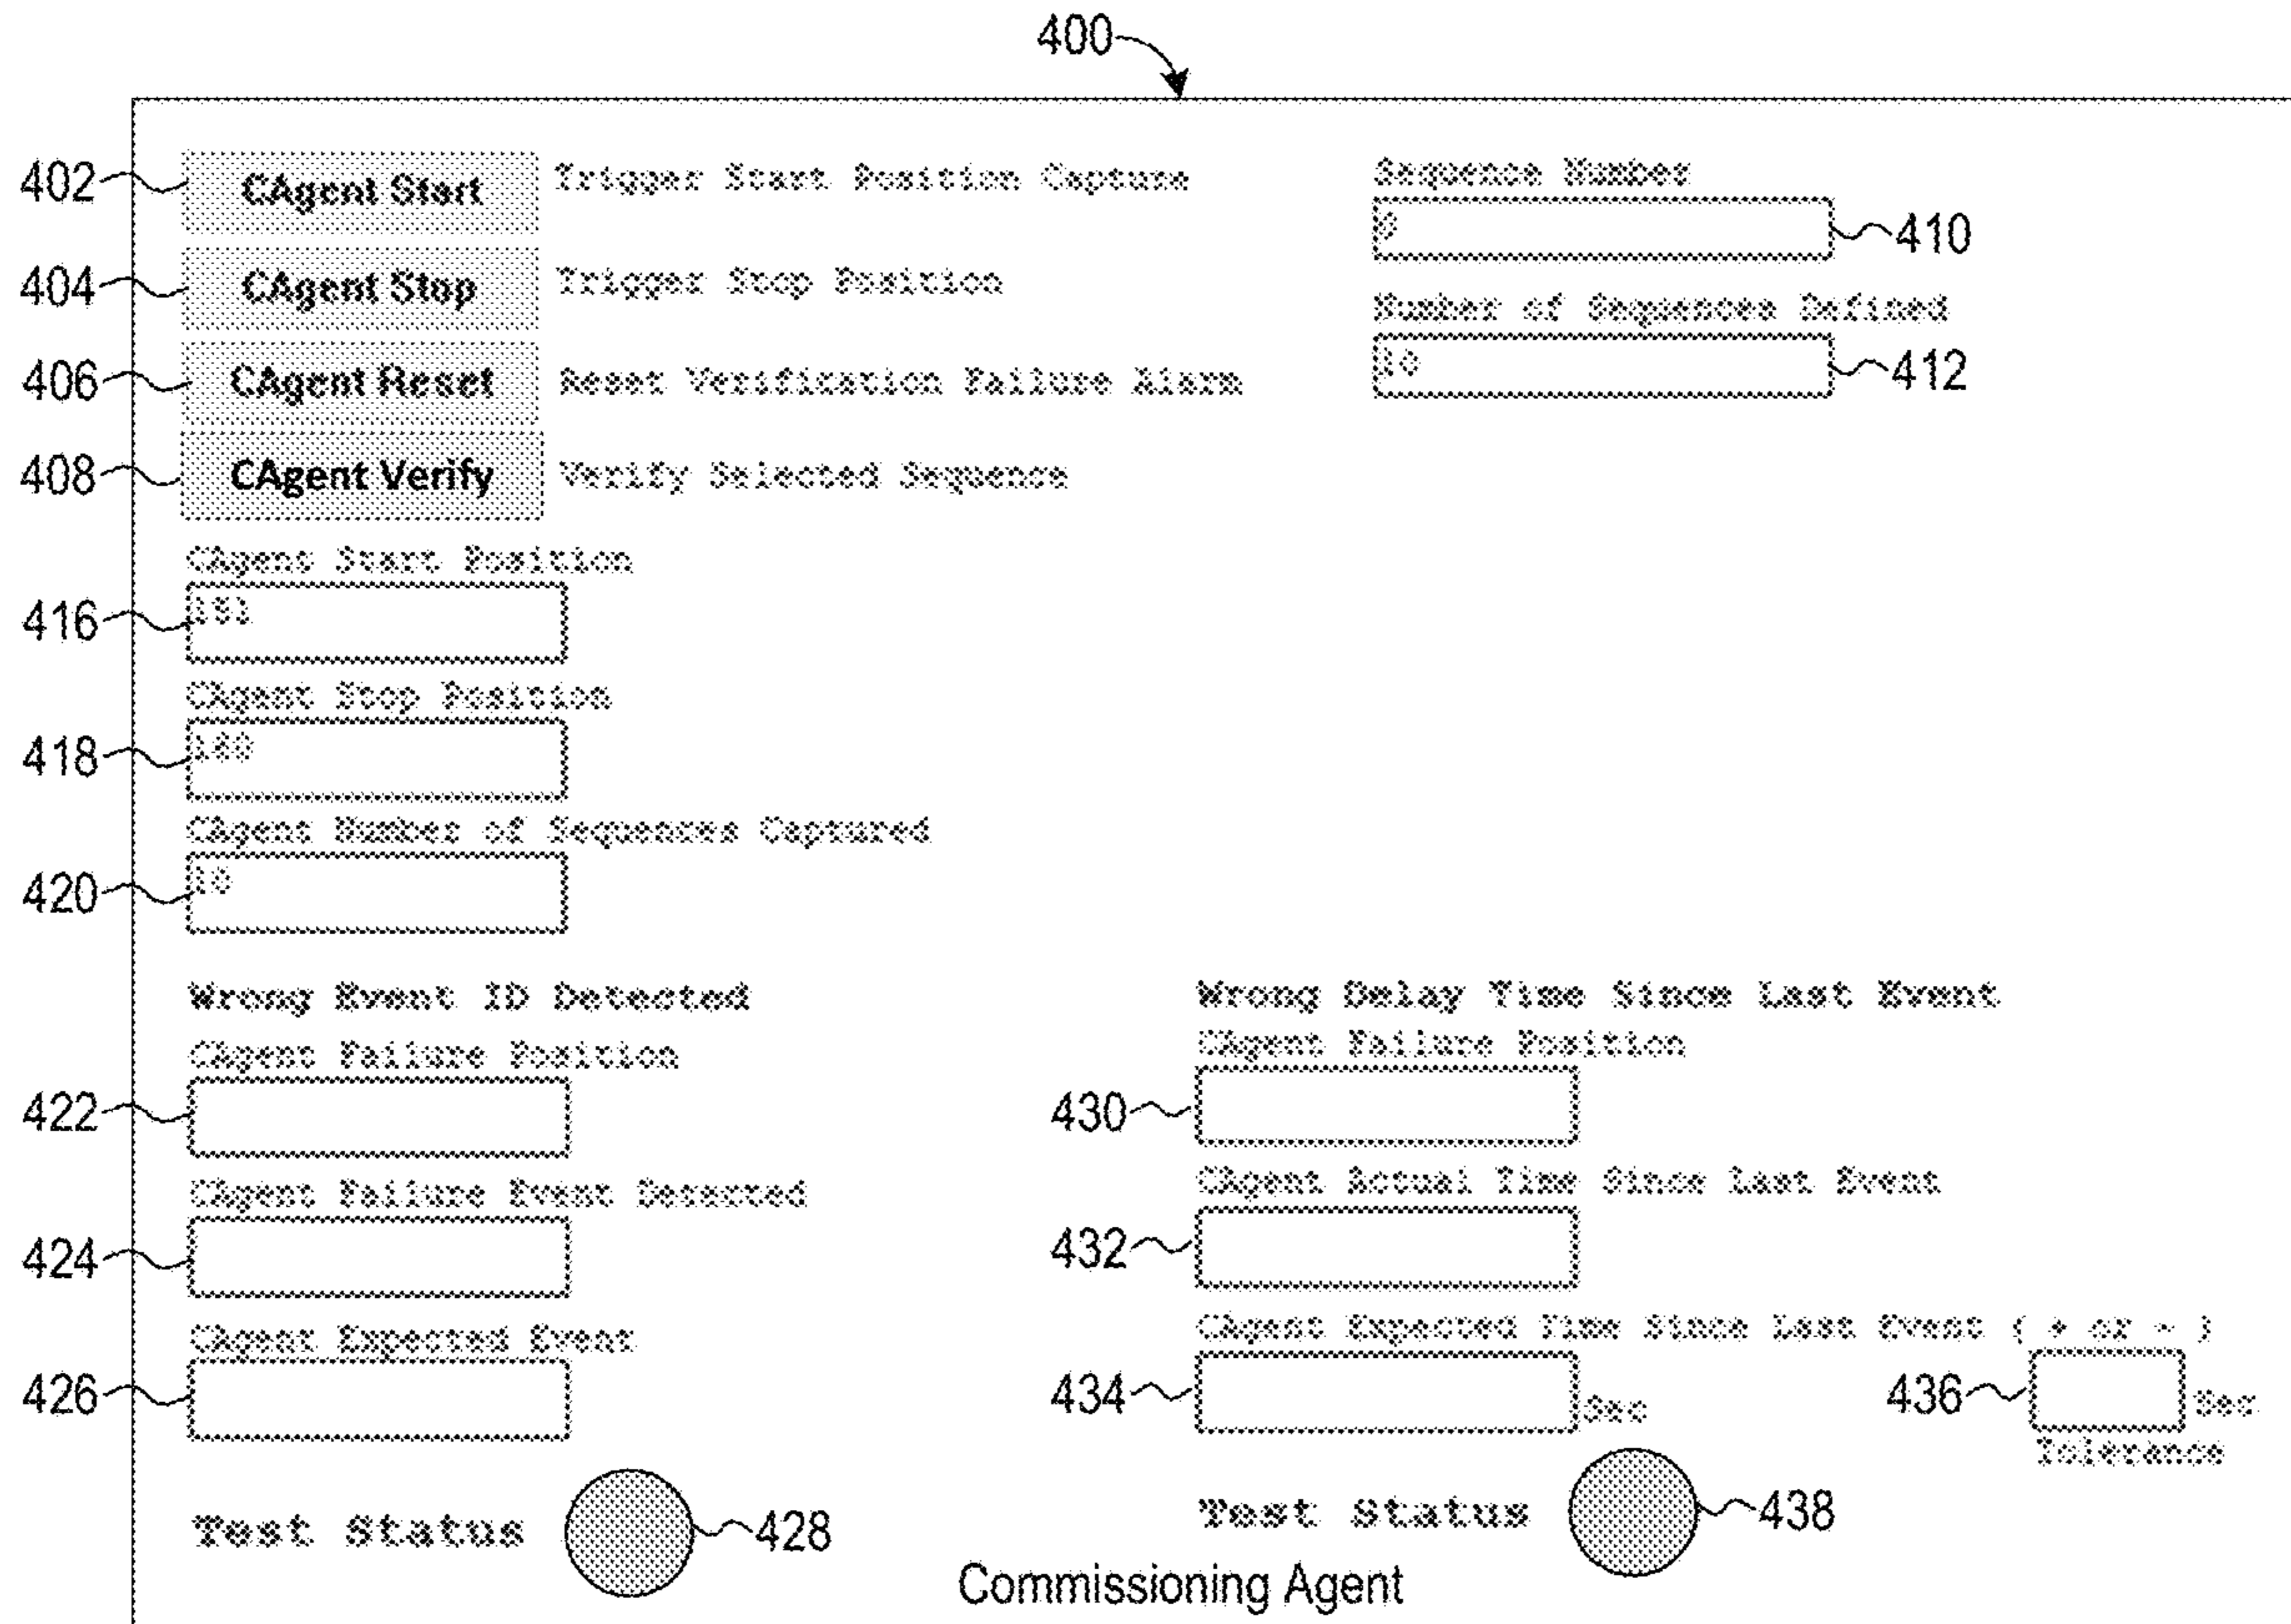 400
402 CAgent Start Trigger Start Position Capture
Sequence Number
410
404 CAgent Stop Trigger Stop Position
Number of Sequences Defined
10 412
406 CAgent Reset Reset Verification Failure Alarm
408 CAgent Verify Verify Selected Sequence
CAgent Start Position
416
CAgent Stop Position
418
CAgent Number of Sequences Captured
420 10
Wrong Event ID Detected
CAgent Failure Position
422
CAgent Failure Event Detected
424
CAgent Expected Event
426
Test Status 428
Wrong Delay Time Since Last Event
CAgent Failure Position
430
CAgent Actual Time Since Last Event
432
CAgent Expected Time Since Last Event ( + or - )
434 Sec 436 Sec
Tolerance
Test Status 438
Commissioning Agent